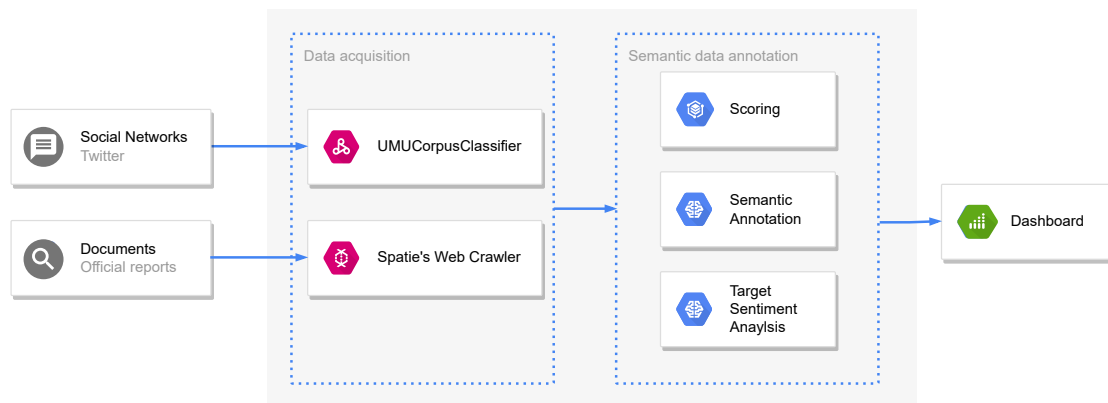 Data acquisition
Semantic data annotation
Social Networks
Twitter
Documents
Official reports
UMUCorpusClassifier
Spatie's Web Crawler
Scoring
Semantic
Annotation
Target
Sentiment
Anaylsis
Dashboard